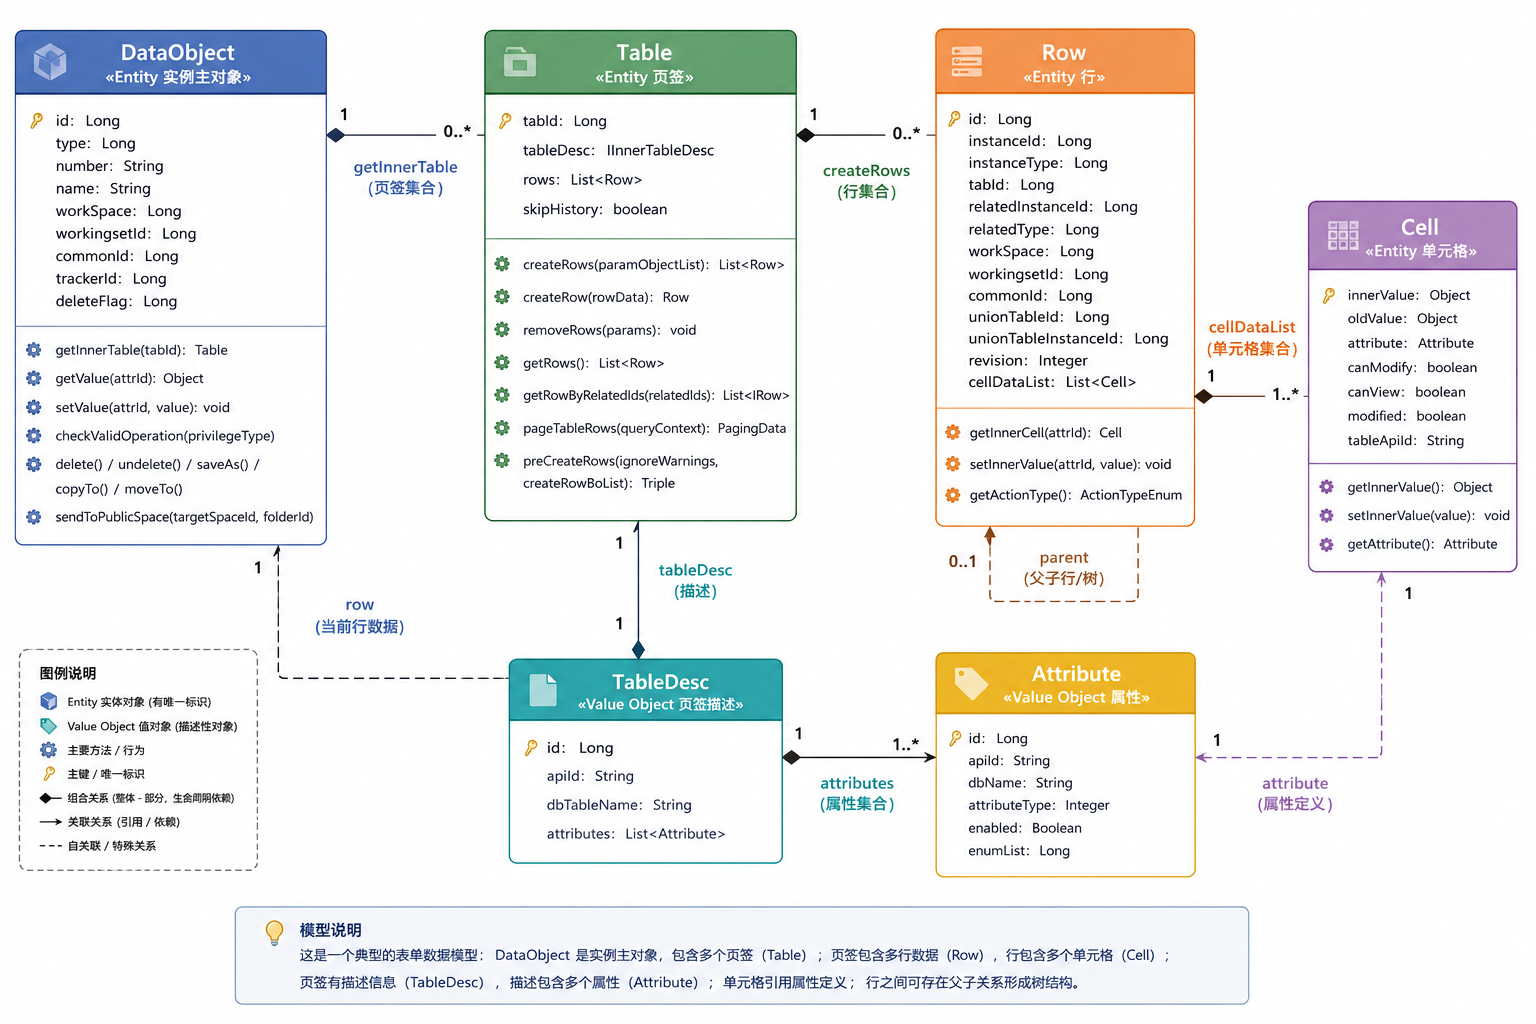 DataObject
«Entity 实例主对象»
id: Long
type: Long
number: String
name: String
workSpace: Long
workingsetId: Long
commonId: Long
trackerId: Long
deleteFlag: Long
getInnerTable(tabId): Table
getValue(attrId): Object
setValue(attrId, value): void
checkValidOperation(privilegeType)
delete() / undelete() / saveAs() /
copyTo() / moveTo()
sendToPublicSpace(targetSpaceId, folderId)
1
0..*
getInnerTable
(页签集合)
Table
«Entity 页签»
tabId: Long
tableDesc: IInnerTableDesc
rows: List<Row>
skipHistory: boolean
createRows(paramObjectList): List<Row>
createRow(rowData): Row
removeRows(params): void
getRows(): List<Row>
getRowByRelatedIds(relatedIds): List<IRow>
pageTableRows(queryContext): PagingData
preCreateRows(ignoreWarnings,
createRowBoList): Triple
1
0..*
createRows
(行集合)
Row
«Entity 行»
id: Long
instanceId: Long
instanceType: Long
tabId: Long
relatedInstanceId: Long
relatedType: Long
workSpace: Long
workingsetId: Long
commonId: Long
unionTableId: Long
unionTableInstanceId: Long
revision: Integer
cellDataList: List<Cell>
getInnerCell(attrId): Cell
setInnerValue(attrId, value): void
getActionType(): ActionTypeEnum
cellDataList
(单元格集合)
1
1..*
Cell
«Entity 单元格»
innerValue: Object
oldValue: Object
attribute: Attribute
canModify: boolean
canView: boolean
modified: boolean
tableApiId: String
getInnerValue(): Object
setInnerValue(value): void
getAttribute(): Attribute
1
row
(当前行数据)
1
tableDesc
(描述)
1
0..1
parent
(父子行/树)
1
图例说明
Entity 实体对象 (有唯一标识)
Value Object 值对象 (描述性对象)
主要方法 / 行为
主键 / 唯一标识
组合关系 (整体 - 部分，生命周期依赖)
关联关系 (引用 / 依赖)
自关联 / 特殊关系
TableDesc
«Value Object 页签描述»
id: Long
apiId: String
dbTableName: String
attributes: List<Attribute>
1
1..*
attributes
(属性集合)
Attribute
«Value Object 属性»
id: Long
apiId: String
dbName: String
attributeType: Integer
enabled: Boolean
enumList: Long
1
attribute
(属性定义)
模型说明
这是一个典型的表单数据模型： DataObject 是实例主对象，包含多个页签（Table）；页签包含多行数据（Row），行包含多个单元格（Cell）；
页签有描述信息（TableDesc），描述包含多个属性（Attribute）；单元格引用属性定义；行之间可存在父子关系形成树结构。